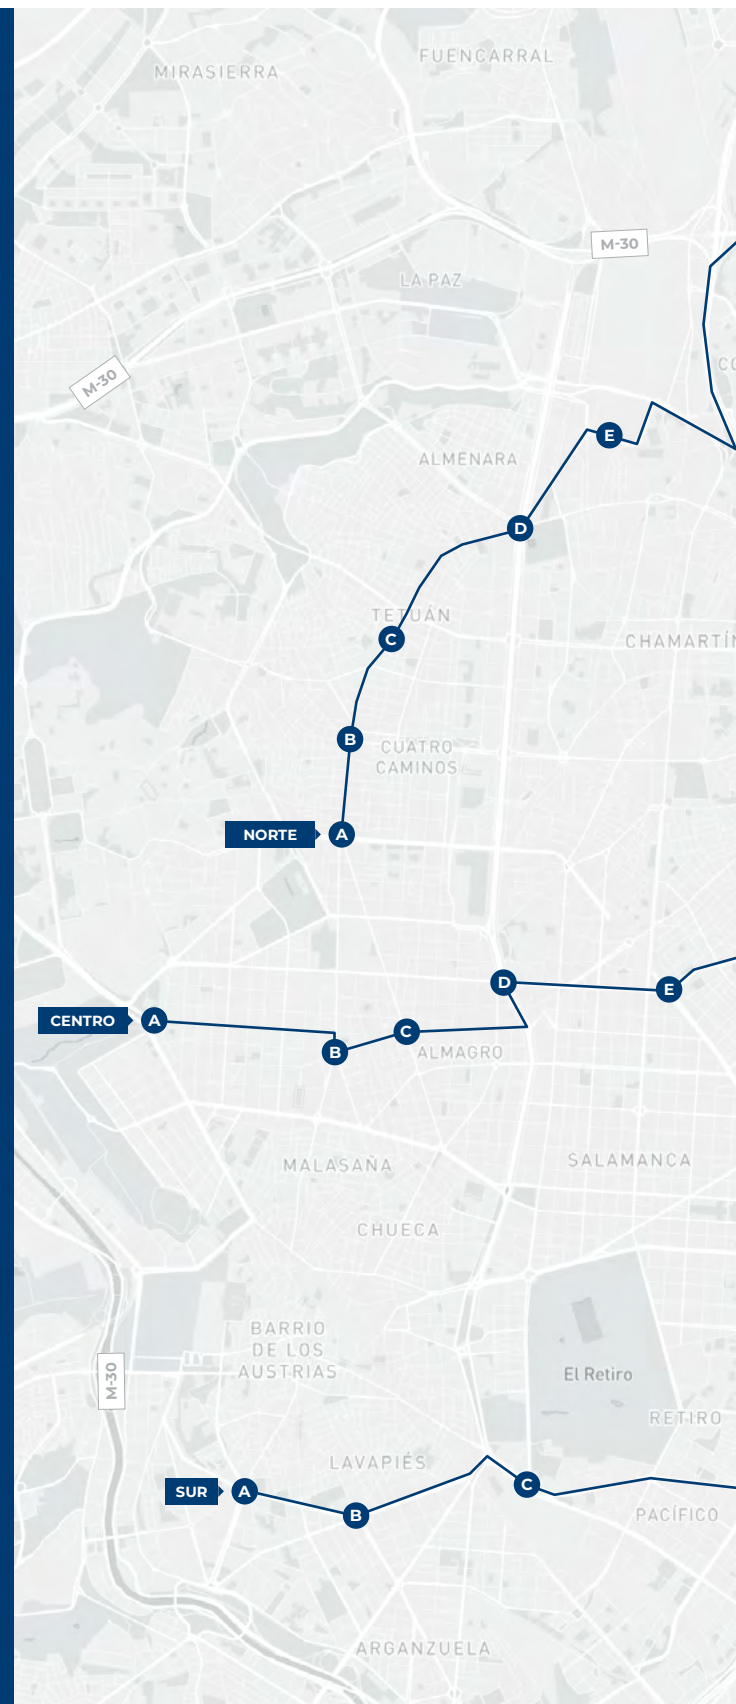 FUENCARRAL
MIRASIERRA
M-30
LA PAZ
M-30
E
ALMENARA
D
TETUÁN
C
CHAMARTÍN
B
CUATRO
CAMINOS
NORTE
A
D
E
CENTRO
A
C
B
ALMAGRO
MALASAÑA
SALAMANCA
CHUECA
BARRIO
DE LOS
AUSTRIAS
M-30
El Retiro
RETIRO
LAVAPIÉS
SUR
A
C
B
PACÍFICO
ARGANZUELA